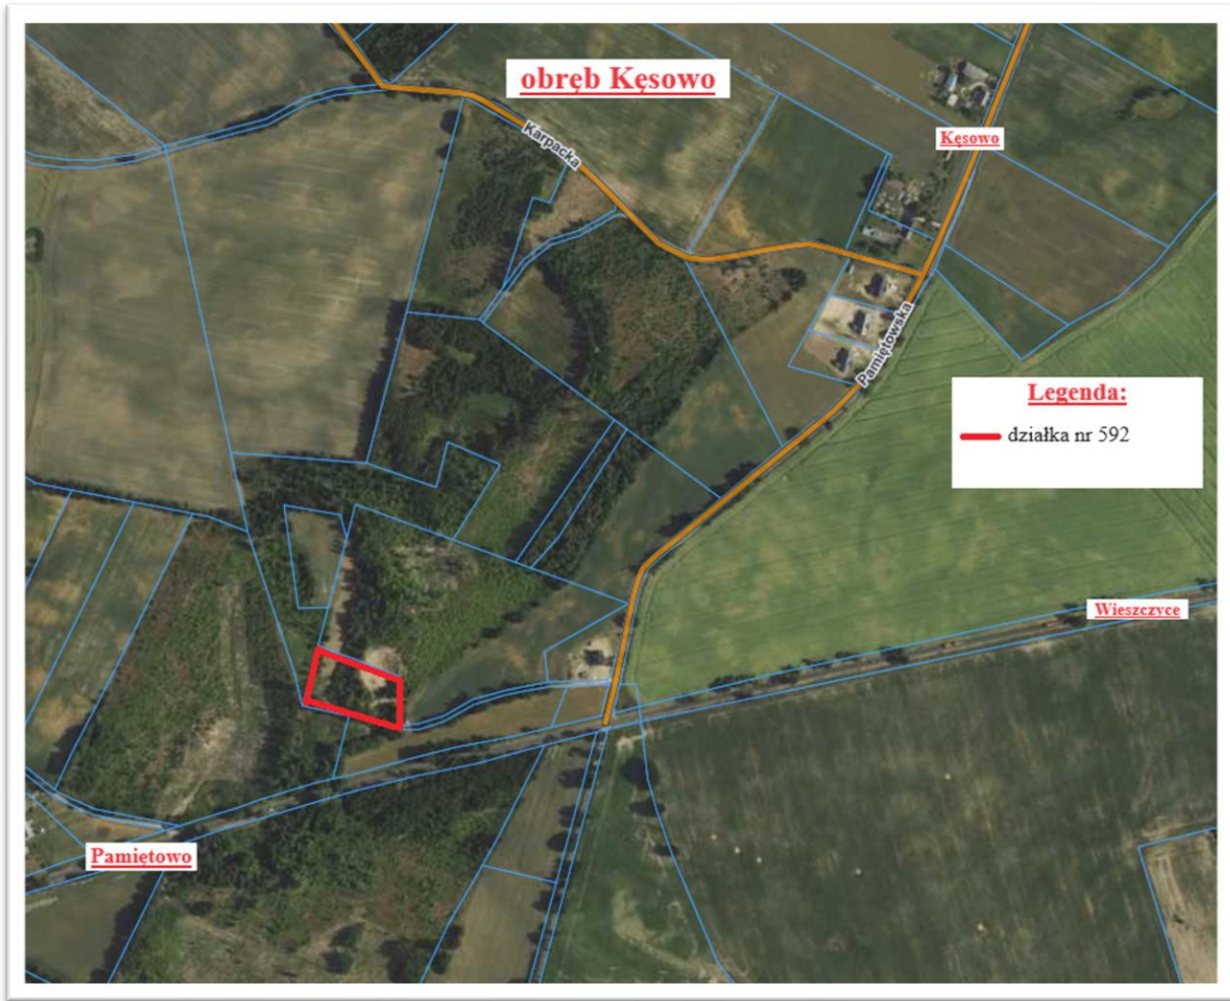 obręb Kęsowo
Karpacka
Kęsowo
Pamiętowska
Legenda:
działka nr 592
Wieszczyce
Pamiętowo